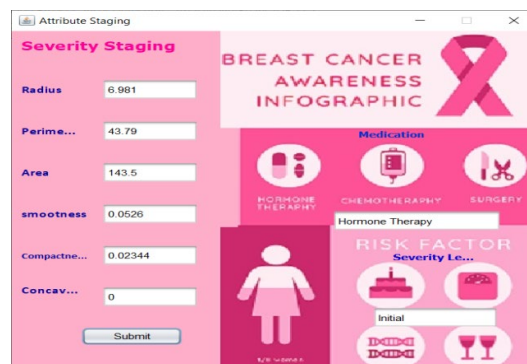 Attribute Staging
Severity Staging
Radius 6.981
Perime... 43.79
Area 143.5
smootness 0.0526
Compactne... 0.02344
Concav... 0
Submit
BREAST CANCER
AWARENESS
INFOGRAPHIC
Medication
HORMONE
THERAPHY
CHEMOTHERAPHY
SURGERY
Hormone Therapy
RISK FACTOR
Severity Le...
Initial